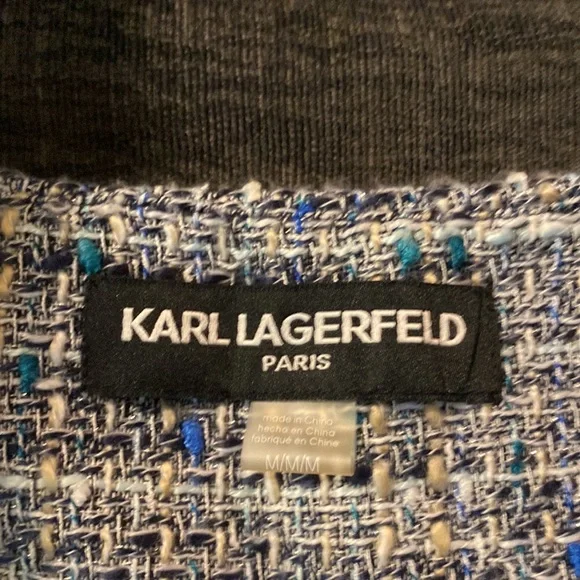 KARL LAGERFELD
PARIS
made in China
hecho en China
fabriqué en Chine
M/M/M